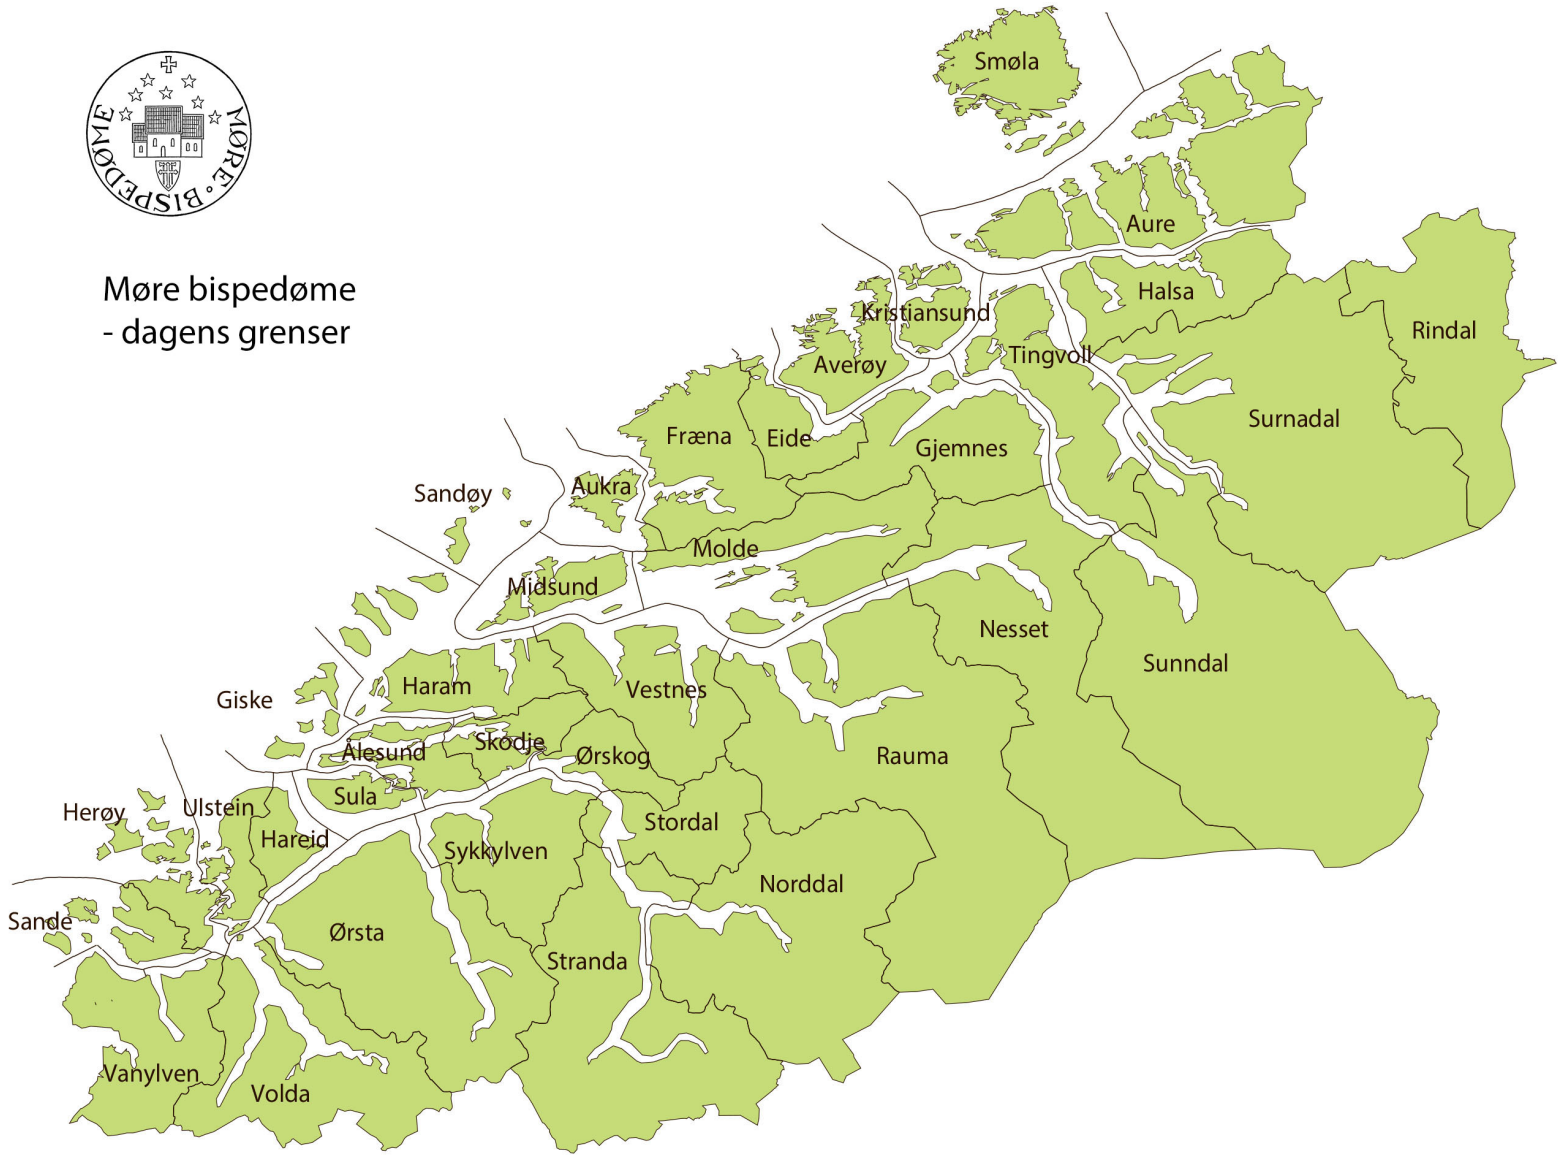 MØRE • BISPEDØME
Møre bispedøme
- dagens grenser
Smøla
Aure
Halsa
Rindal
Kristiansund
Tingvoll
Averøy
Surnadal
Fræna
Eide
Gjemnes
Sandøy
Aukra
Molde
Midsund
Nesset
Sunndal
Haram
Vestnes
Giske
Ålesund
Skodje
Ørskog
Rauma
Sula
Herøy
Ulstein
Stordal
Hareid
Sykkylven
Norddal
Sande
Ørsta
Stranda
Vanylven
Volda